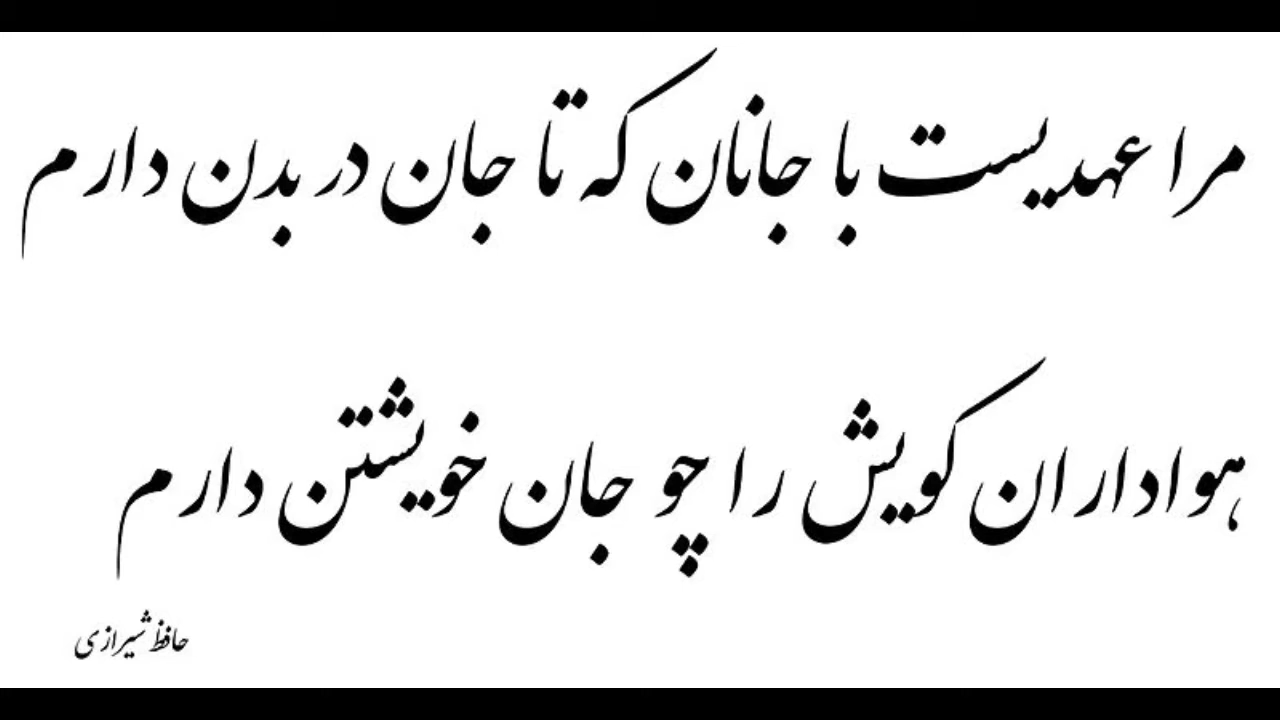 مرا عهدیست با جانان که تا جان در بدن دارم
هواداران کویش را چو جان خویشتن دارم
حافظ شیرازی